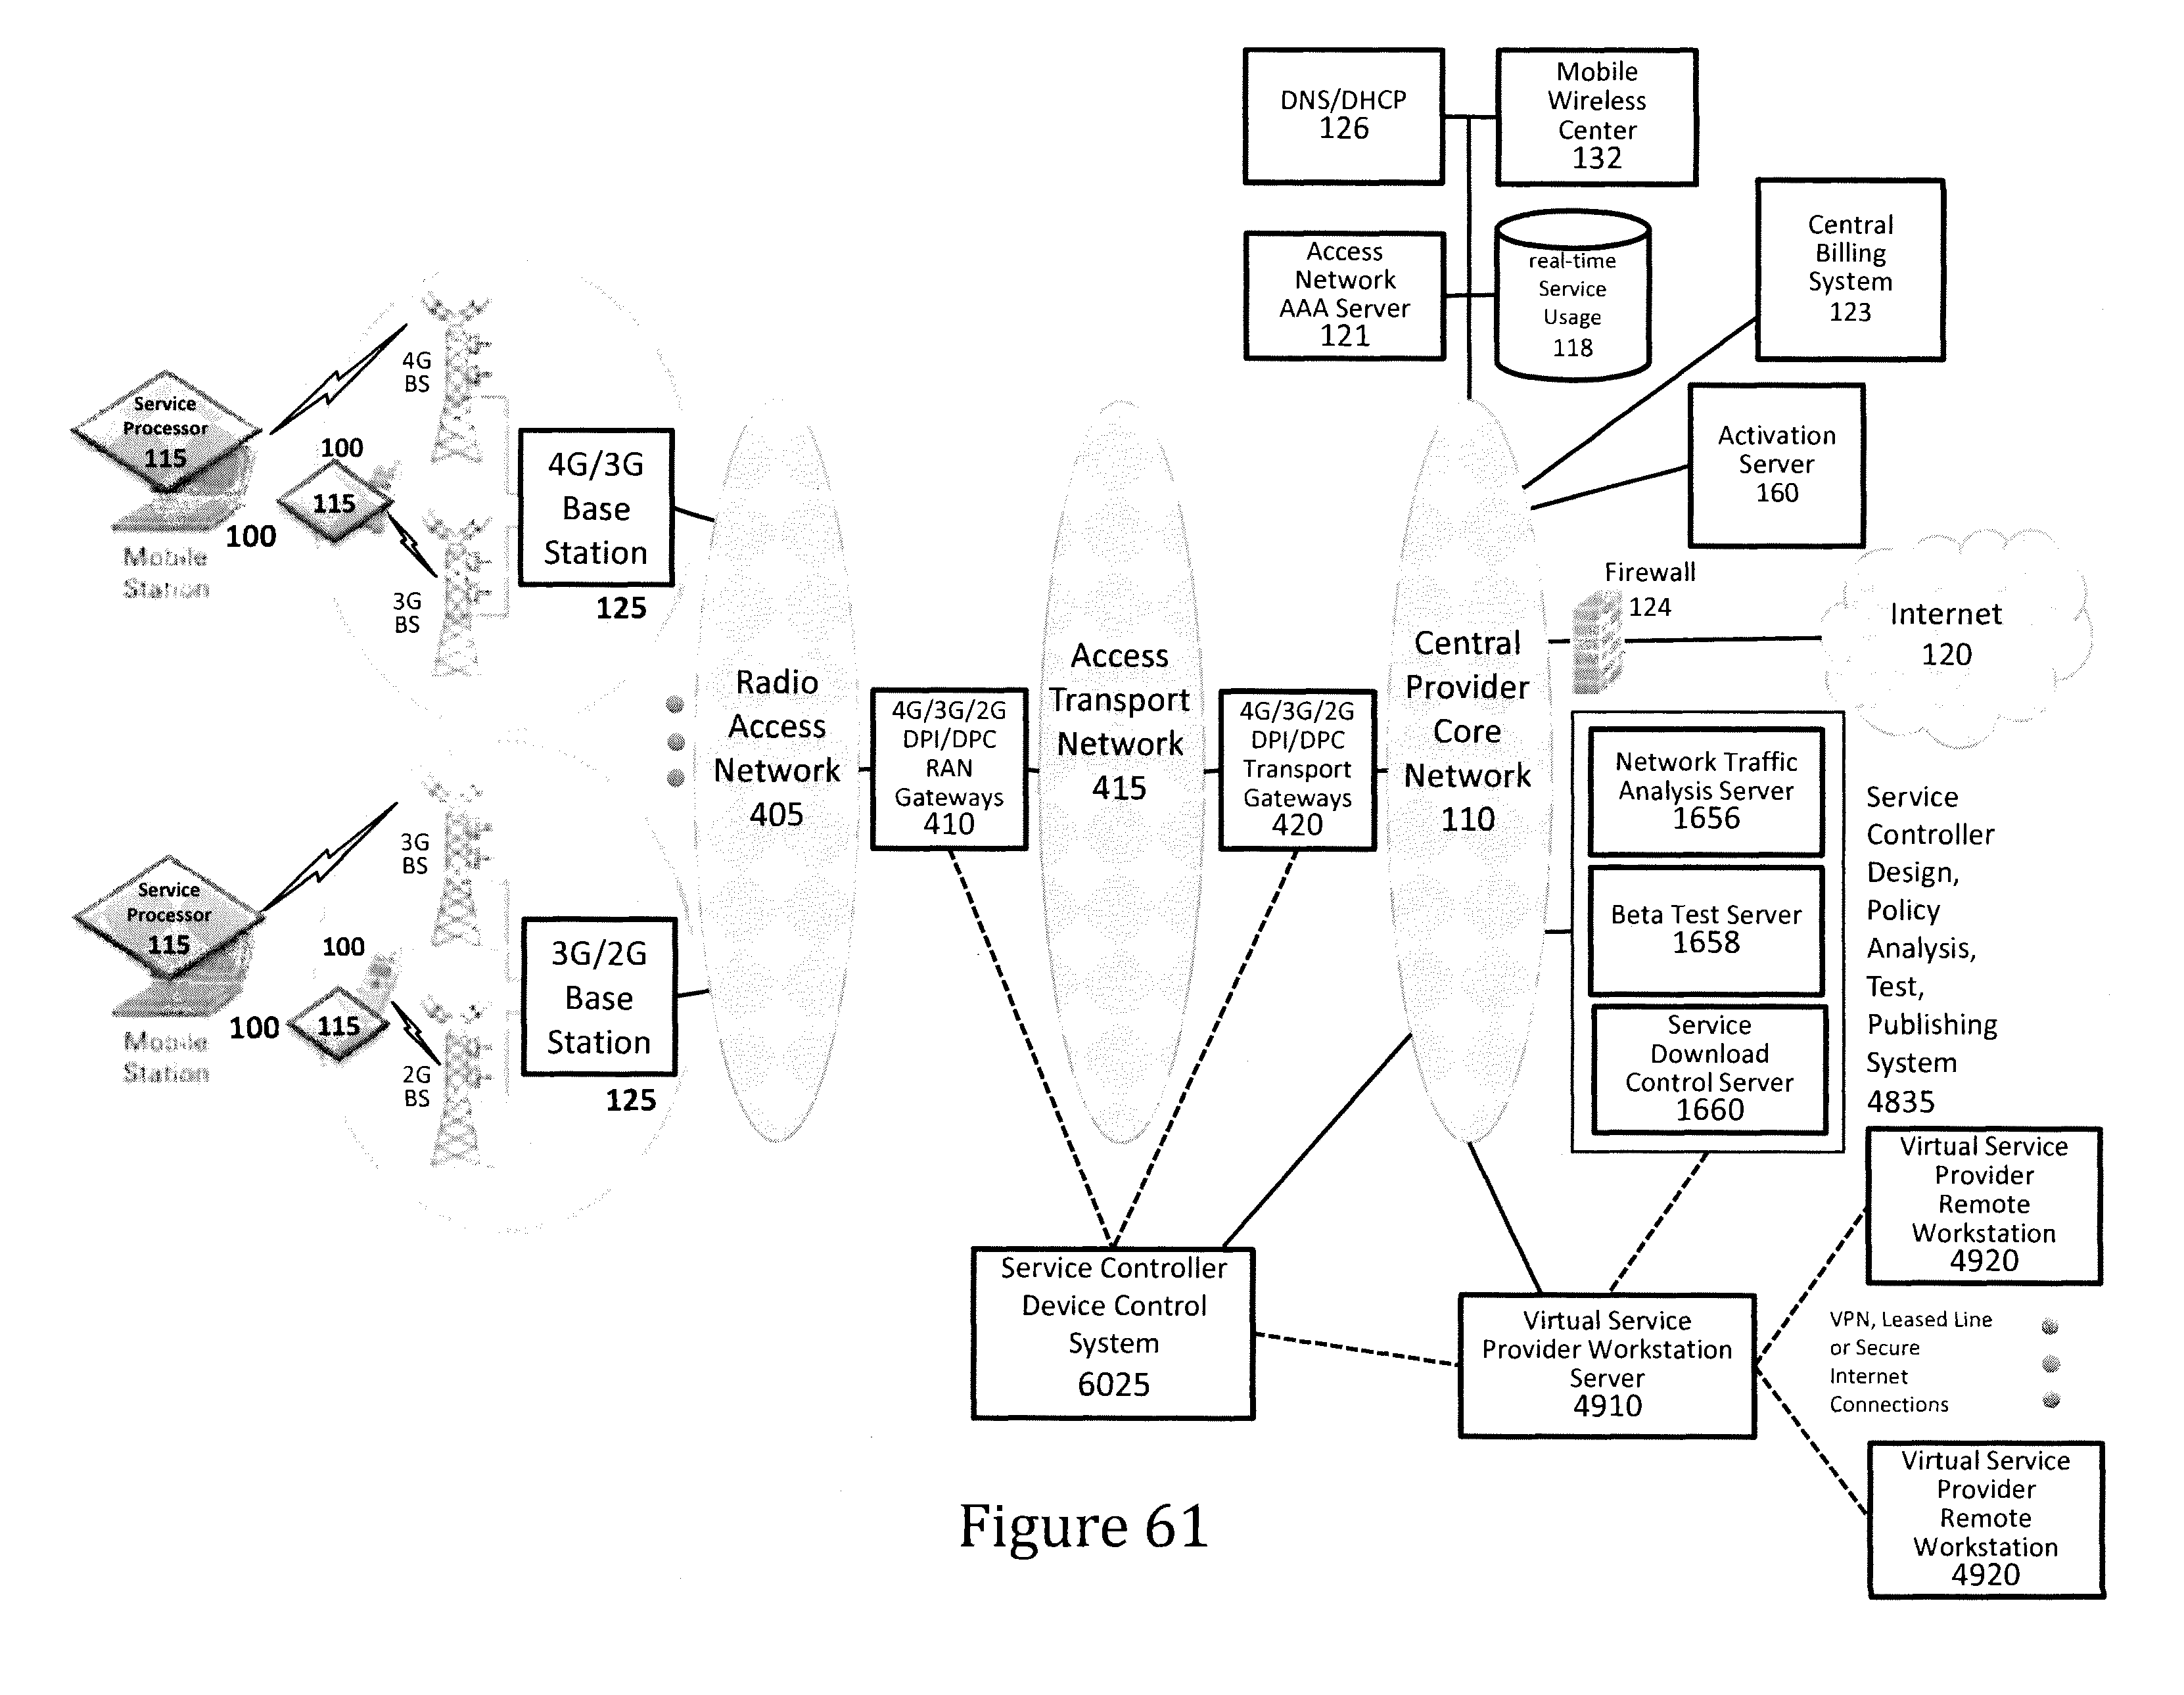 DNS/DHCP
126
Mobile
Wireless
Center
132
Access
Network
AAA Server
121
real-time
Service
Usage
118
Central
Billing
System
123
Activation
Server
160
Firewall
124
Internet
120
4G
BS
Service
Processor
115
100
115
100
Mobile
Station
3G
BS
4G/3G
Base
Station
125
3G
BS
Service
Processor
115
100
115
100
Mobile
Station
2G
BS
3G/2G
Base
Station
125
Radio
Access
Network
405
4G/3G/2G
DPI/DPC
RAN
Gateways
410
Access
Transport
Network
415
4G/3G/2G
DPI/DPC
Transport
Gateways
420
Central
Provider
Core
Network
110
Network Traffic
Analysis Server
1656
Beta Test Server
1658
Service
Download
Control Server
1660
Service
Controller
Design,
Policy
Analysis,
Test,
Publishing
System
4835
Virtual Service
Provider
Remote
Workstation
4920
Service Controller
Device Control
System
6025
Virtual Service
Provider Workstation
Server
4910
VPN, Leased Line
or Secure
Internet
Connections
Virtual Service
Provider
Remote
Workstation
4920
Figure 61